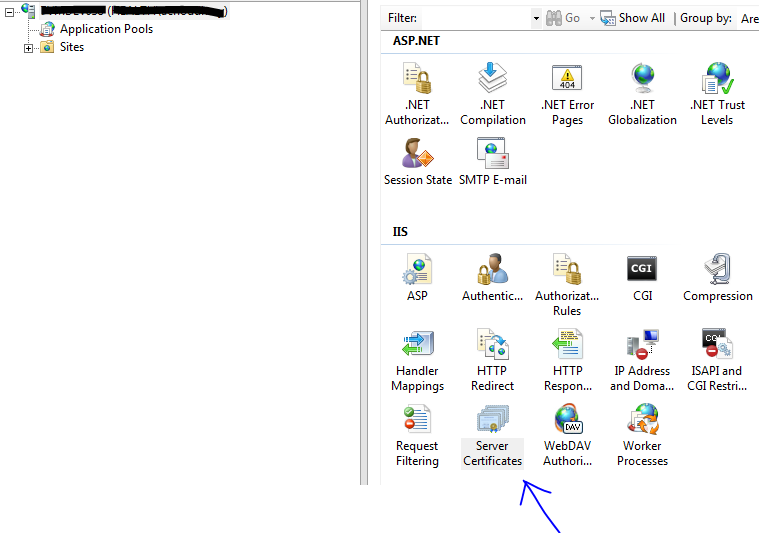 Application Pools
Sites
Filter: Go Show All Group by: Are
ASP.NET
.NET Authorizat...
.NET Compilation
.NET Error Pages
404
.NET Globalization
.NET Trust Levels
Session State
SMTP E-mail
IIS
ASP
Authentic...
Authorizat... Rules
CGI
CGI
Compression
Handler Mappings
HTTP Redirect
HTTP Respon...
IP Address and Doma...
CGI
ISAPI and CGI Restri...
Request Filtering
Server Certificates
DAV
WebDAV Authori...
Worker Processes